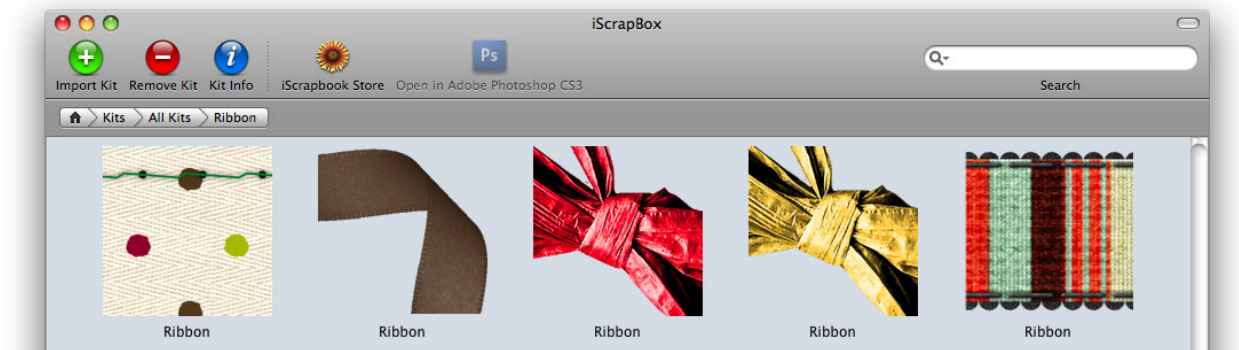 iScrapBox
Ps
Import Kit Remove Kit Kit Info iScrapbook Store Open in Adobe Photoshop CS3 Search
Kits All Kits Ribbon
Ribbon Ribbon Ribbon Ribbon Ribbon